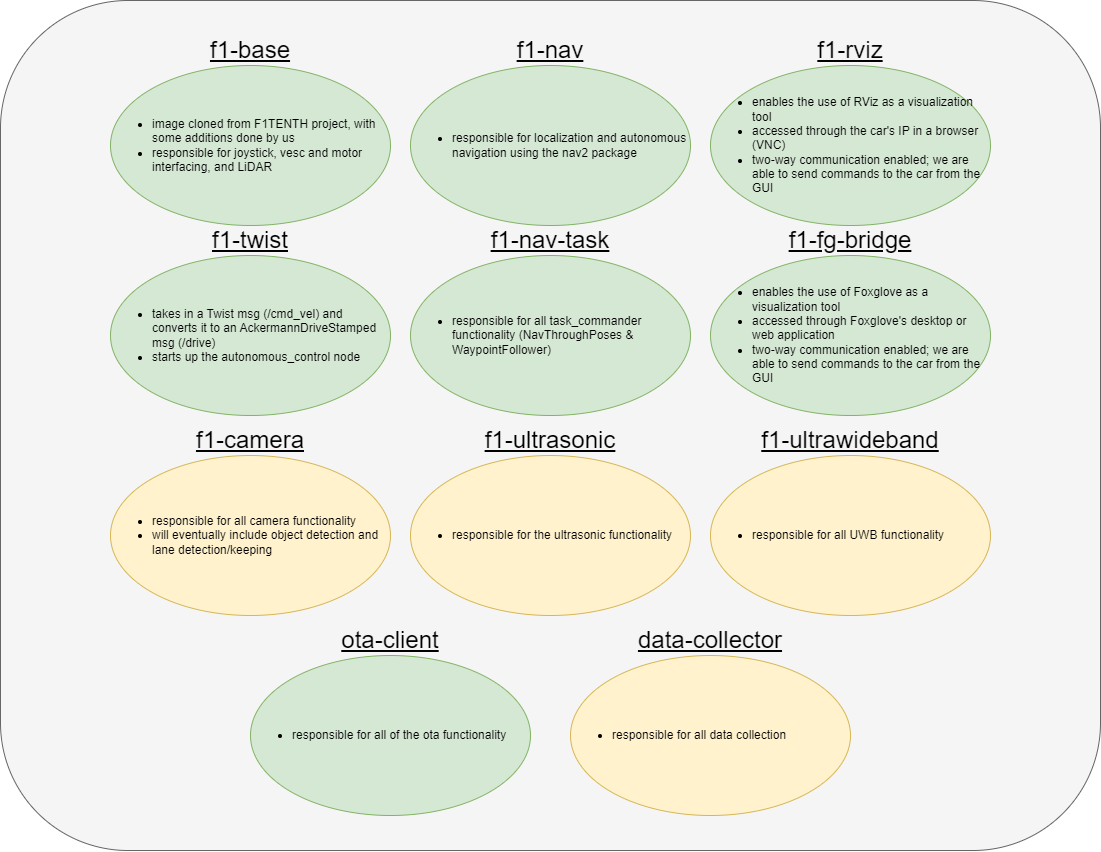 f1-base
• image cloned from F1TENTH project, with
some additions done by us
• responsible for joystick, vesc and motor
interfacing, and LiDAR
f1-nav
• responsible for localization and autonomous
navigation using the nav2 package
f1-rviz
• enables the use of RViz as a visualization
tool
• accessed through the car's IP in a browser
(VNC)
• two-way communication enabled; we are
able to send commands to the car from the
GUI
f1-twist
• takes in a Twist msg (/cmd_vel) and
converts it to an AckermannDriveStamped
msg (/drive)
• starts up the autonomous_control node
f1-nav-task
• responsible for all task_commander
functionality (NavThroughPoses &
WaypointFollower)
f1-fg-bridge
• enables the use of Foxglove as a
visualization tool
• accessed through Foxglove's desktop or
web application
• two-way communication enabled; we are
able to send commands to the car from the
GUI
f1-camera
• responsible for all camera functionality
• will eventually include object detection and
lane detection/keeping
f1-ultrasonic
• responsible for the ultrasonic functionality
f1-ultrawideband
• responsible for all UWB functionality
ota-client
• responsible for all of the ota functionality
data-collector
• responsible for all data collection